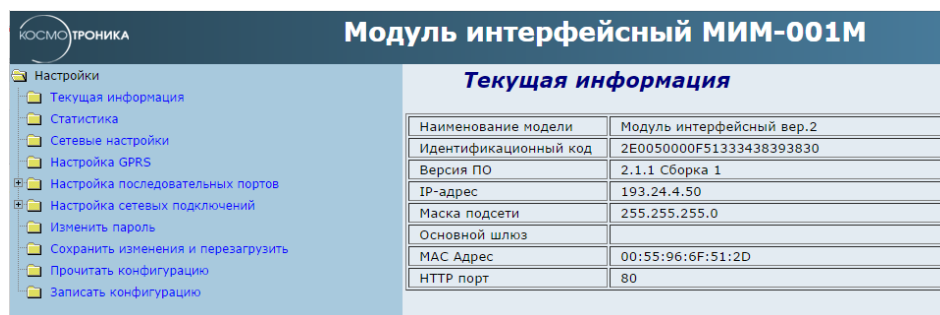 КОСМОТРОНИКА
Модуль интерфейсный МИМ-001М
Настройки
Текущая информация
Статистика
Сетевые настройки
Настройка GPRS
Настройка последовательных портов
Настройка сетевых подключений
Изменить пароль
Сохранить изменения и перезагрузить
Прочитать конфигурацию
Записать конфигурацию
Текущая информация
Наименование модели Модуль интерфейсный вер.2
Идентификационный код 2E0050000F51333438393830
Версия ПО 2.1.1 Сборка 1
IP-адрес 193.24.4.50
Маска подсети 255.255.255.0
Основной шлюз
MAC Адрес 00:55:96:6F:51:2D
HTTP порт 80